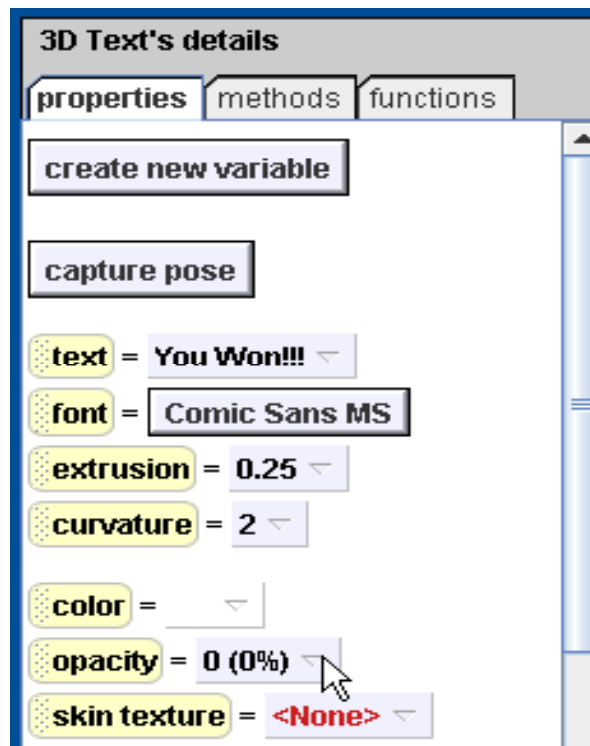 3D Text's details
properties methods functions
create new variable
capture pose
text = You Won!!!
font = Comic Sans MS
extrusion = 0.25
curvature = 2
color =
opacity = 0 (0%)
skin texture = <None>